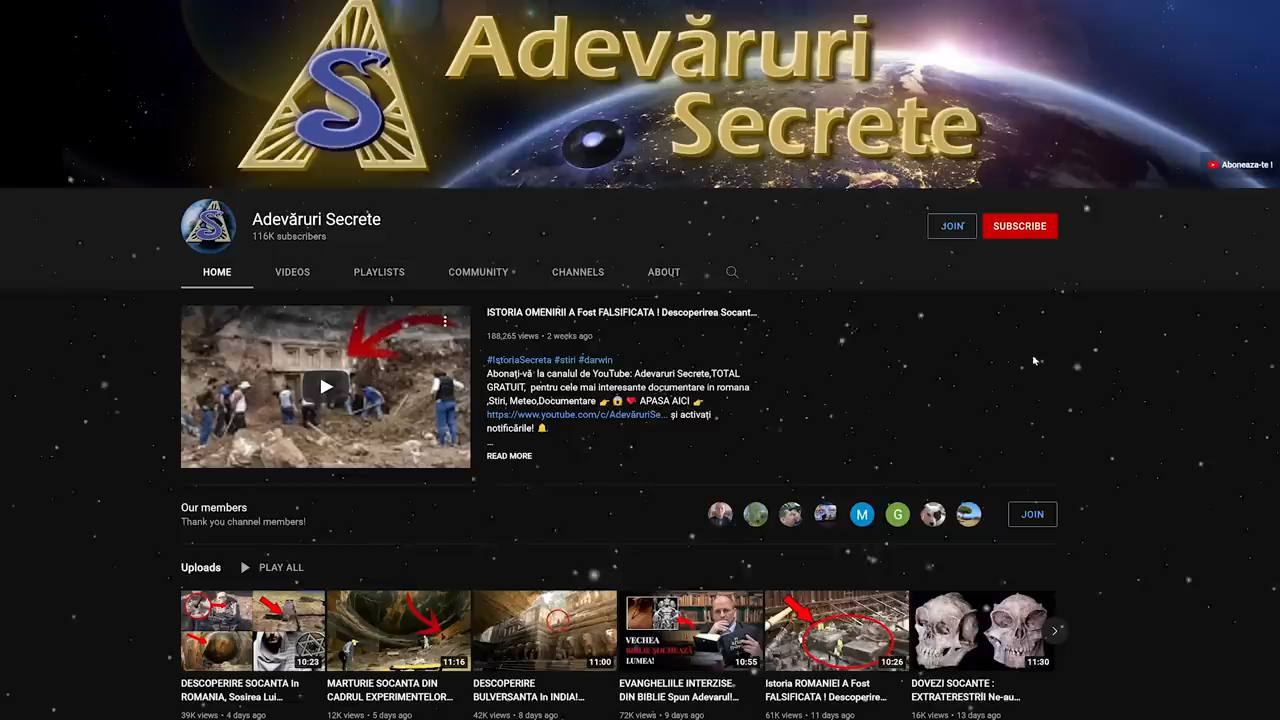 Adevăruri
Secrete
Aboneaza-te !
Adevăruri Secrete
116K subscribers
JOIN
SUBSCRIBE
HOME
VIDEOS
PLAYLISTS
COMMUNITY
CHANNELS
ABOUT
ISTORIA OMENIRII A Fost FALSIFICATA ! Descoperirea Socant...
188,265 views • 2 weeks ago
#IstoriaSecreta #stiri #darwin
Abonați-vă la canalul de YouTube: Adevaruri Secrete,TOTAL
GRATUIT, pentru cele mai interesante documentare in romana
,Stiri, Meteo,Documentare 👉 😱 ❤️ APASA AICI 👉
https://www.youtube.com/c/AdevăruriSe... și activați
notificările! 🔔
...
READ MORE
Our members
Thank you channel members!
M
G
JOIN
Uploads
PLAY ALL
10:23
11:16
11:00
VECHEA
BIBLIE ȘOCHEAZĂ
LUMEA!
10:55
10:26
11:30
DESCOPERIRE SOCANTA In
ROMANIA, Sosirea Lui...
39K views • 4 days ago
MARTURIE SOCANTA DIN
CADRUL EXPERIMENTELOR...
12K views • 5 days ago
DESCOPERIRE
BULVERSANTA In INDIA!...
42K views • 8 days ago
EVANGHELIILE INTERZISE
DIN BIBLIE Spun Adevarul!...
72K views • 9 days ago
Istoria ROMANIEI A Fost
FALSIFICATA ! Descoperire...
61K views • 11 days ago
DOVEZI SOCANTE :
EXTRATERESTRII Ne-au...
16K views • 13 days ago